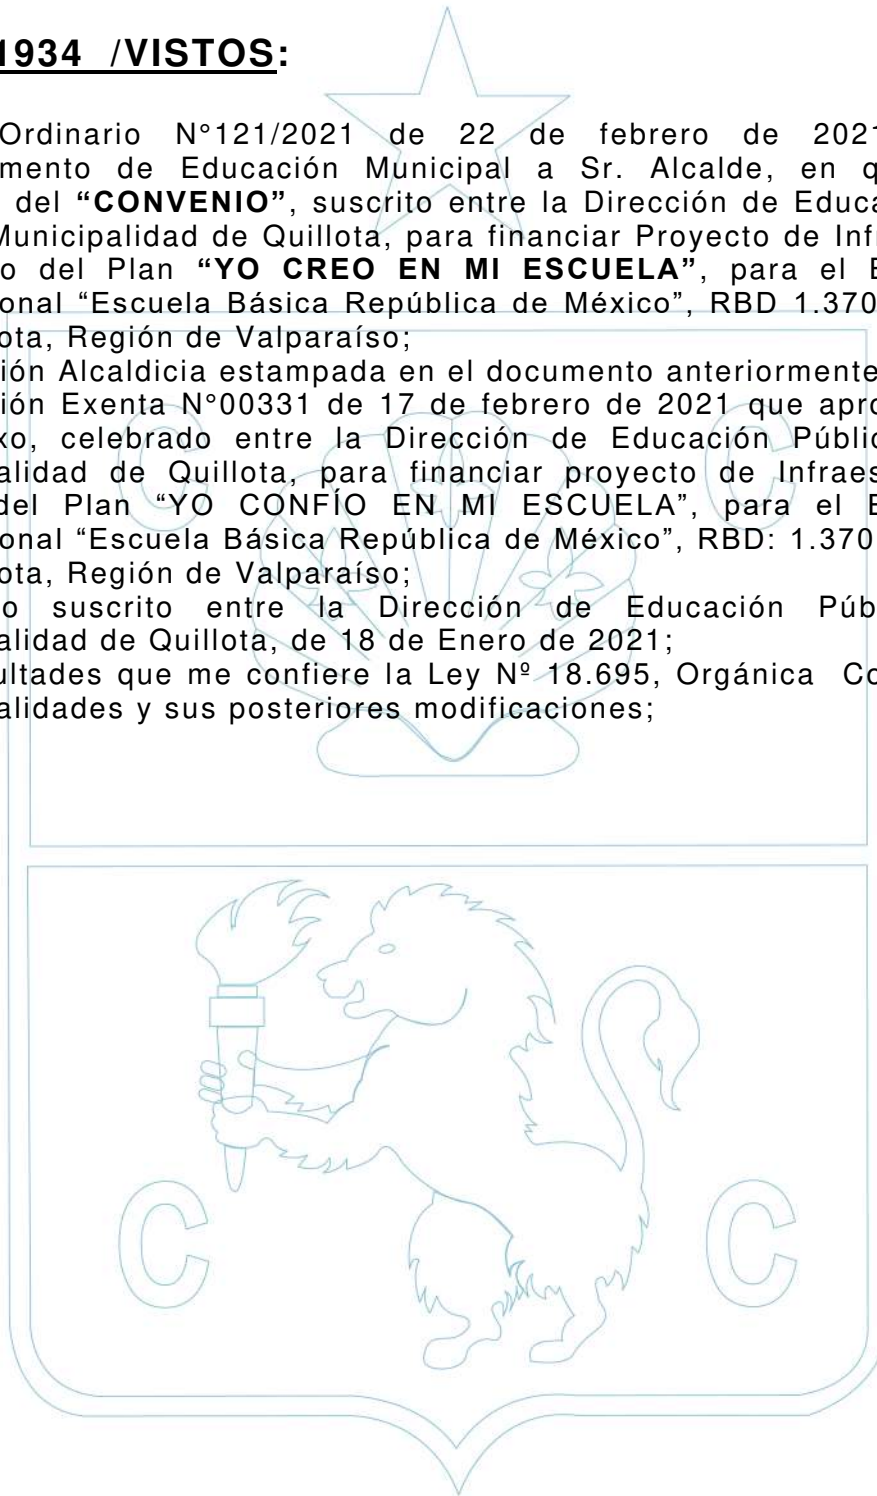 1934 /VISTOS:
Ordinario N°121/2021 de 22 de febrero de 2021
mento de Educación Municipal a Sr. Alcalde, en q
del “CONVENIO”, suscrito entre la Dirección de Educa
Municipalidad de Quillota, para financiar Proyecto de Infr
o del Plan “YO CREO EN MI ESCUELA”, para el E
onal “Escuela Básica República de México”, RBD 1.370
ota, Región de Valparaíso;
ión Alcaldicia estampada en el documento anteriormente
ión Exenta N°00331 de 17 de febrero de 2021 que apro
xo, celebrado entre la Dirección de Educación Públic
alidad de Quillota, para financiar proyecto de Infraes
del Plan “YO CONFÍO EN MI ESCUELA”, para el E
onal “Escuela Básica República de México”, RBD: 1.370
ota, Región de Valparaíso;
o suscrito entre la Dirección de Educación Púb
alidad de Quillota, de 18 de Enero de 2021;
ultades que me confiere la Ley Nº 18.695, Orgánica Co
alidades y sus posteriores modificaciones;
C C
C C